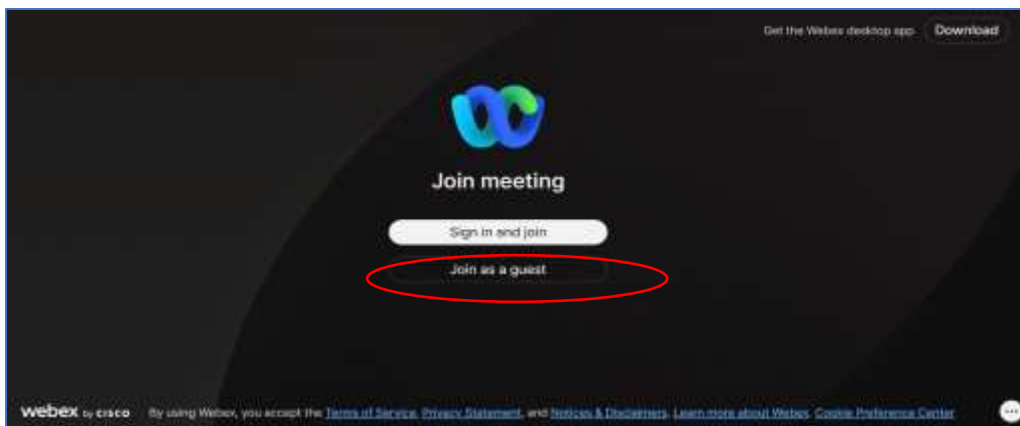 Get the Webex desktop app Download
Join meeting
Sign in and join
Join as a guest
webex by CISCO By using Webex, you accept the Terms of Service, Privacy Statement, and Notices & Disclaimers. Learn more about Webex. Cookie Preference Center